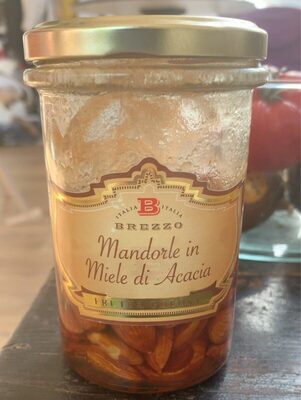 ITALIA B ITALIA
BREZZO
Mandorle in
Miele di Acacia